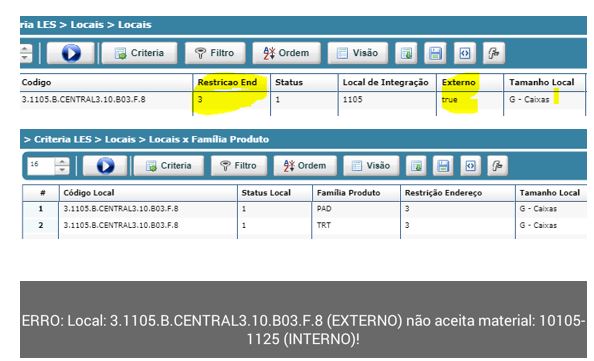 ria LES > Locais > Locais
Criteria Filtro Ordem Visão
Codigo Restricao End Status Local de Integração Externo Tamanho Local
3.1105.B.CENTRAL3.10.B03.F.8 3 1 1105 true G - Caixas
> Criteria LES > Locais > Locais x Família Produto
16 Criteria Filtro Ordem Visão
# Código Local Status Local Família Produto Restrição Endereço Tamanho Local
1 3.1105.B.CENTRAL3.10.B03.F.8 1 PAD 3 G - Caixas
2 3.1105.B.CENTRAL3.10.B03.F.8 1 TRT 3 G - Caixas
ERRO: Local: 3.1105.B.CENTRAL3.10.B03.F.8 (EXTERNO) não aceita material: 10105-
1125 (INTERNO)!